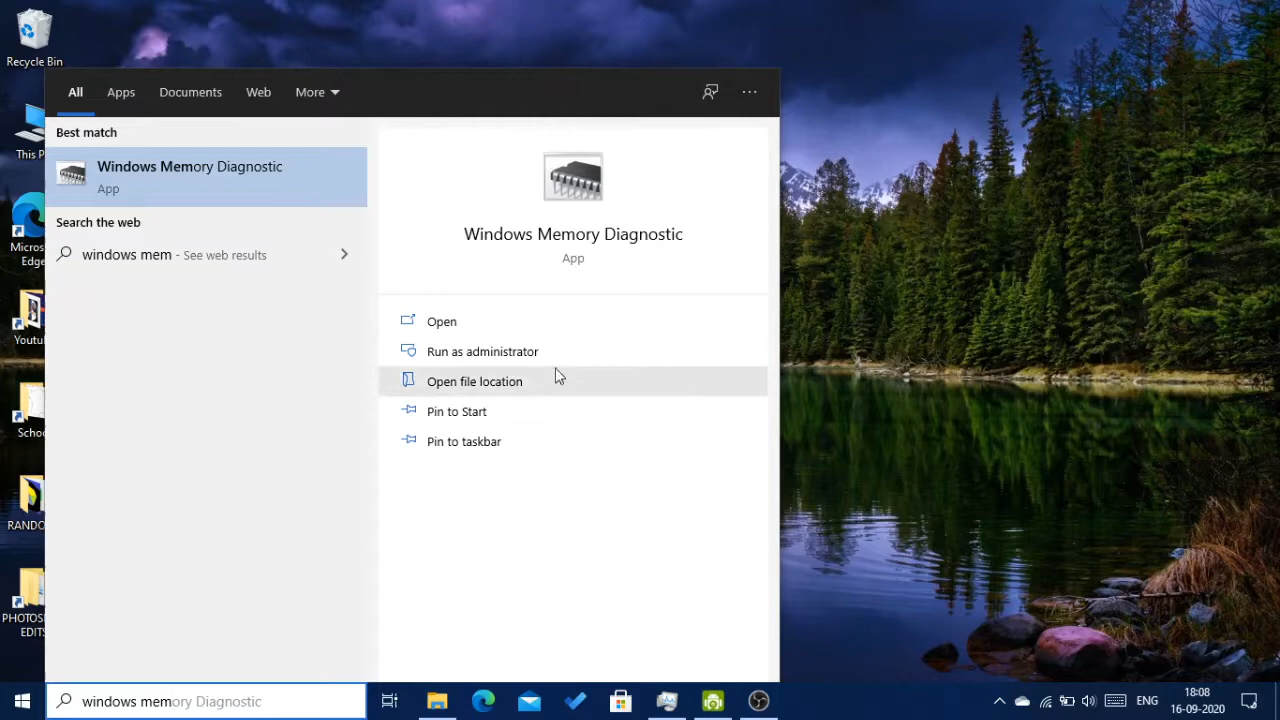 Recycle Bin
This P
Micros
Edge
Youtu
Schoo
RANDO
PHOTOS
EDITS
All
Apps
Documents
Web
More
Best match
Windows Memory Diagnostic
App
Search the web
windows mem - See web results
Windows Memory Diagnostic
App
Open
Run as administrator
Open file location
Pin to Start
Pin to taskbar
windows memory Diagnostic
ENG
18:08
16-09-2020